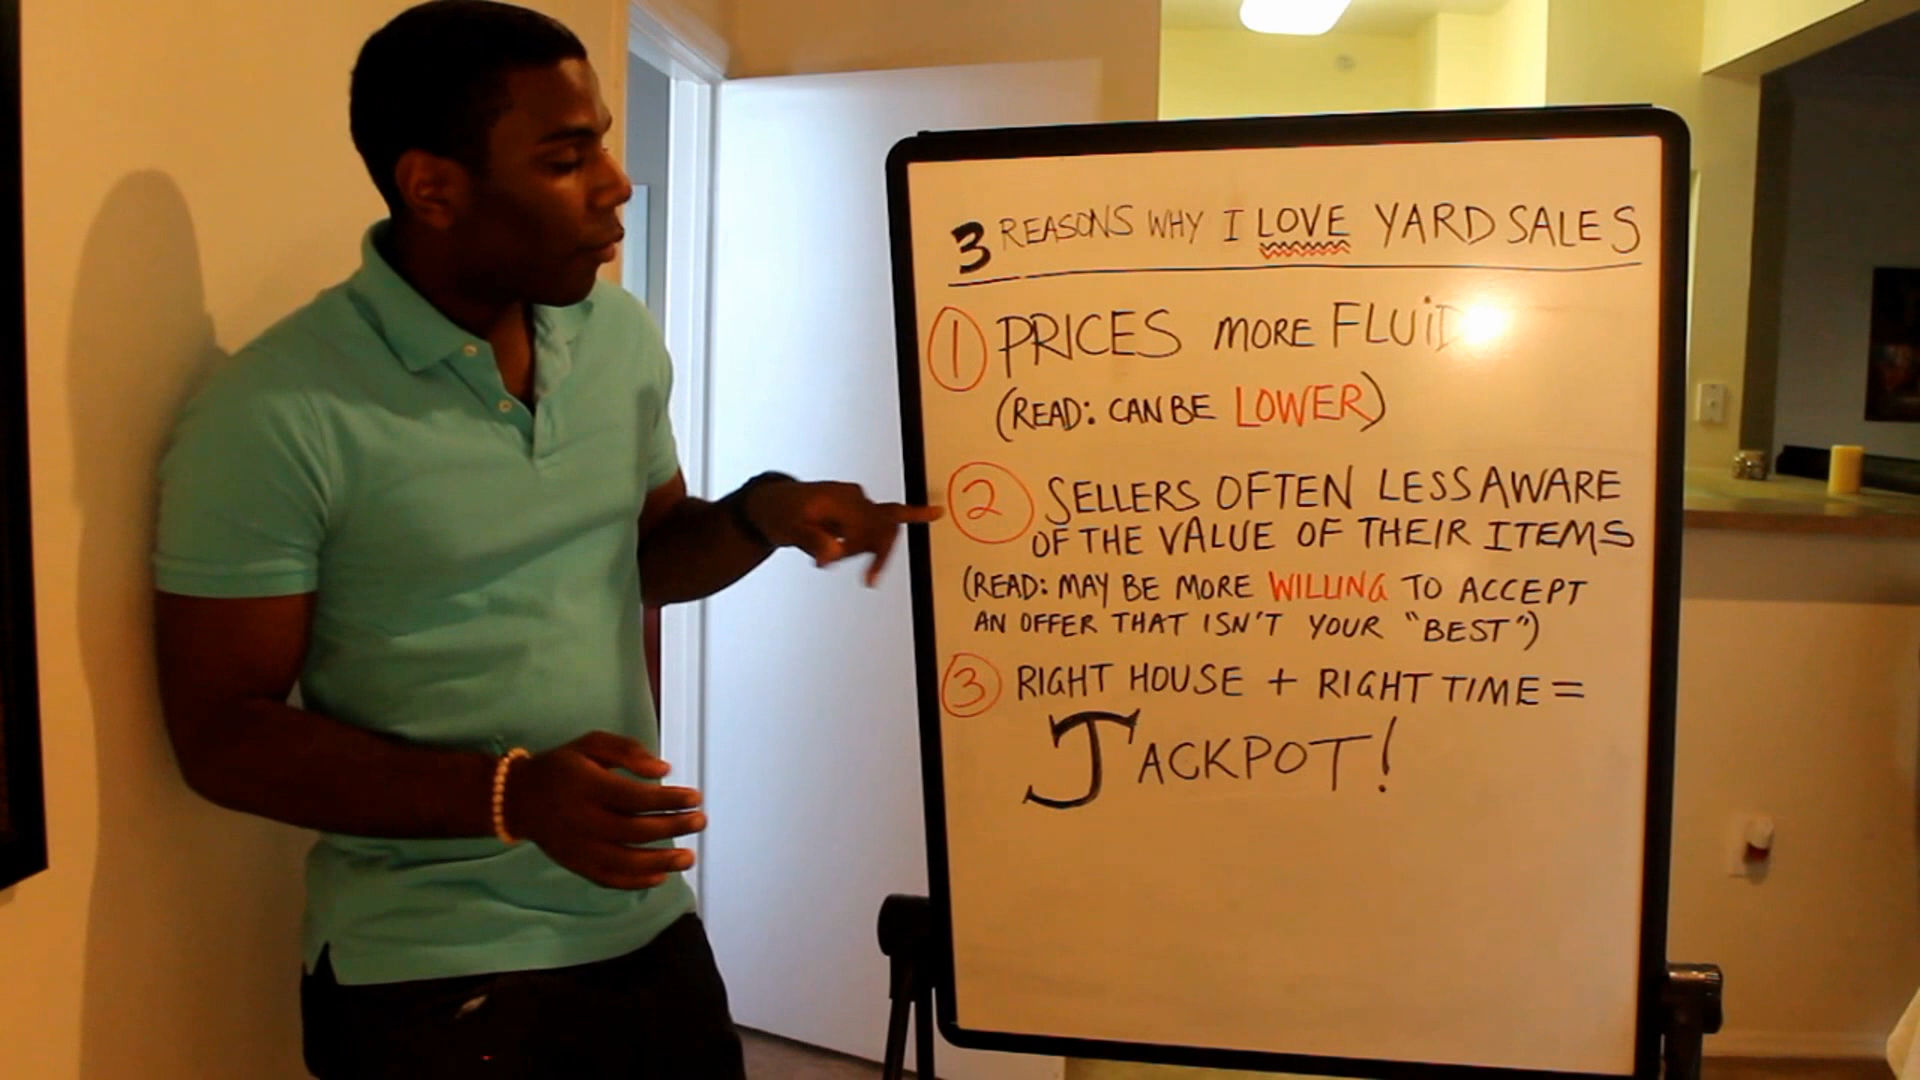 3 REASONS WHY I LOVE YARD SALES
1 PRICES MORE FLUID
(READ: CAN BE LOWER)
2 SELLERS OFTEN LESS AWARE
OF THE VALUE OF THEIR ITEMS
(READ: MAY BE MORE WILLING TO ACCEPT
AN OFFER THAT ISN'T YOUR "BEST")
3 RIGHT HOUSE + RIGHT TIME =
JACKPOT!